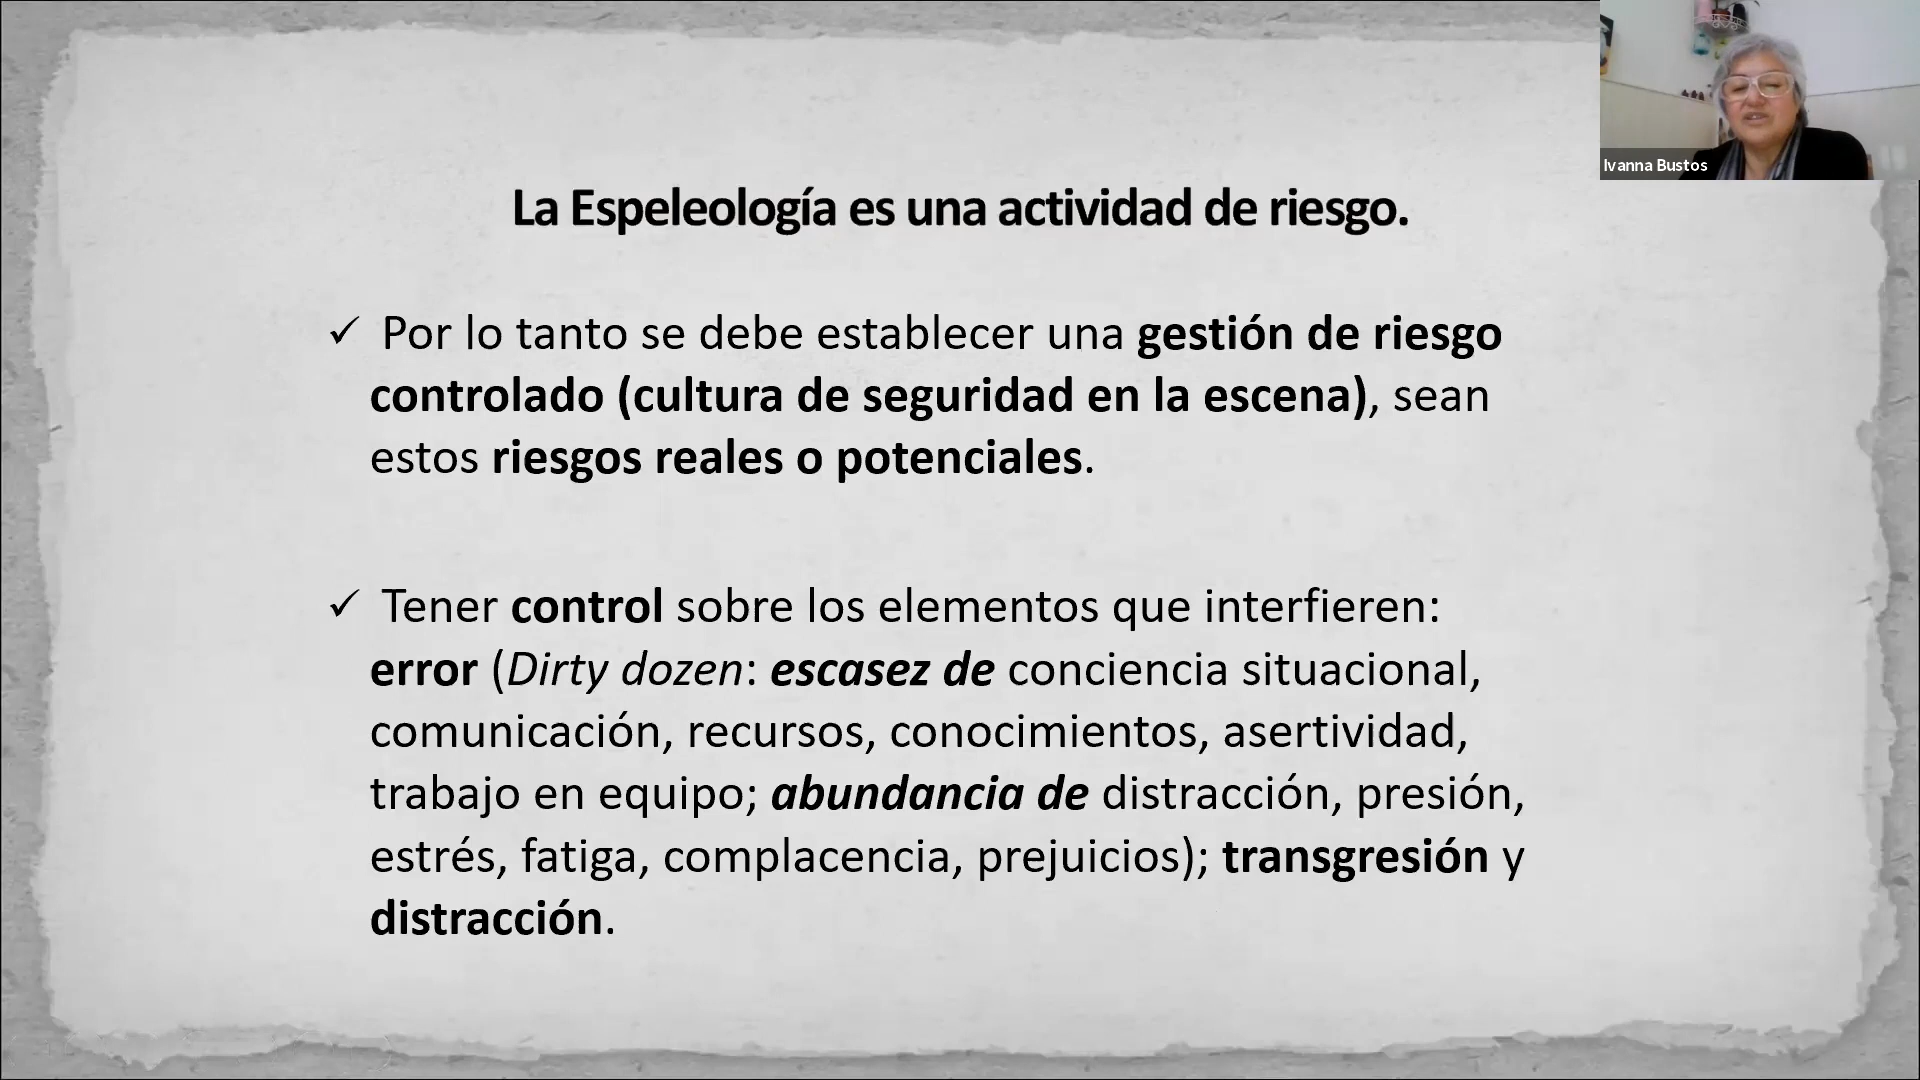 Ivanna Bustos
La Espeleología es una actividad de riesgo.
✓ Por lo tanto se debe establecer una gestión de riesgo
controlado (cultura de seguridad en la escena), sean
estos riesgos reales o potenciales.
✓ Tener control sobre los elementos que interfieren:
error (Dirty dozen: escasez de conciencia situacional,
comunicación, recursos, conocimientos, asertividad,
trabajo en equipo; abundancia de distracción, presión,
estrés, fatiga, complacencia, prejuicios); transgresión y
distracción.